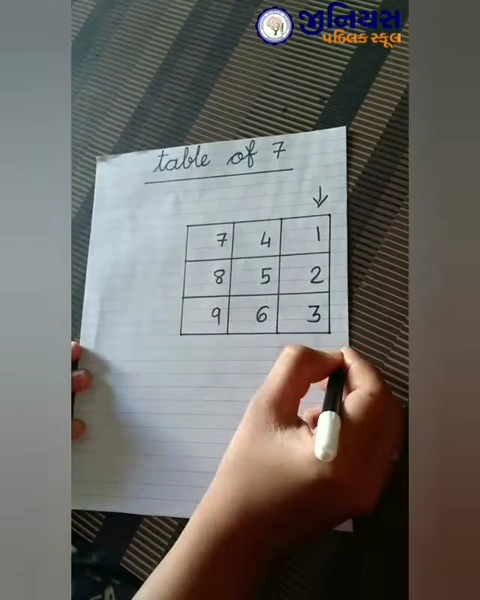 જીનિયસ
પબ્લિક સ્કૂલ
table of 7
7 4 1
8 5 2
9 6 3